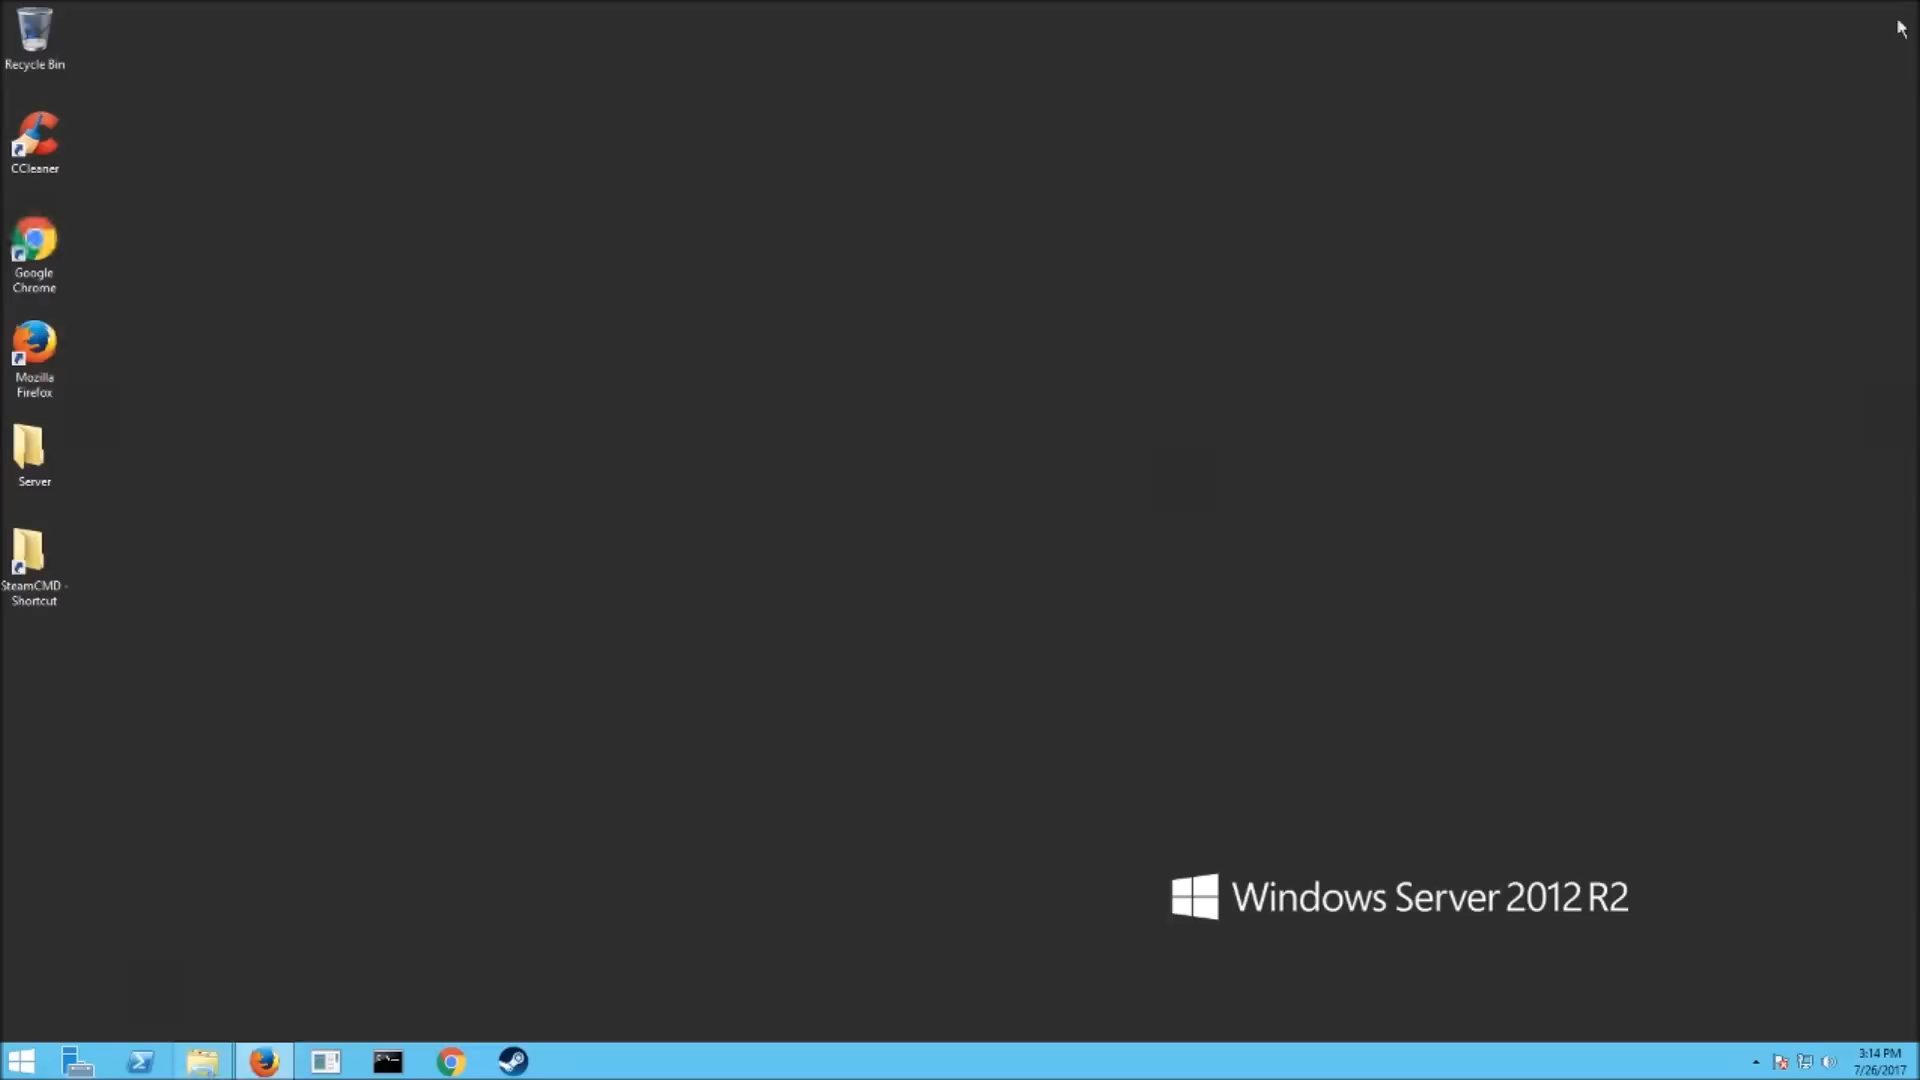 Recycle Bin
CCleaner
Google
Chrome
Mozilla
Firefox
Server
SteamCMD -
Shortcut
Windows Server 2012 R2
3:14 PM
7/26/2017